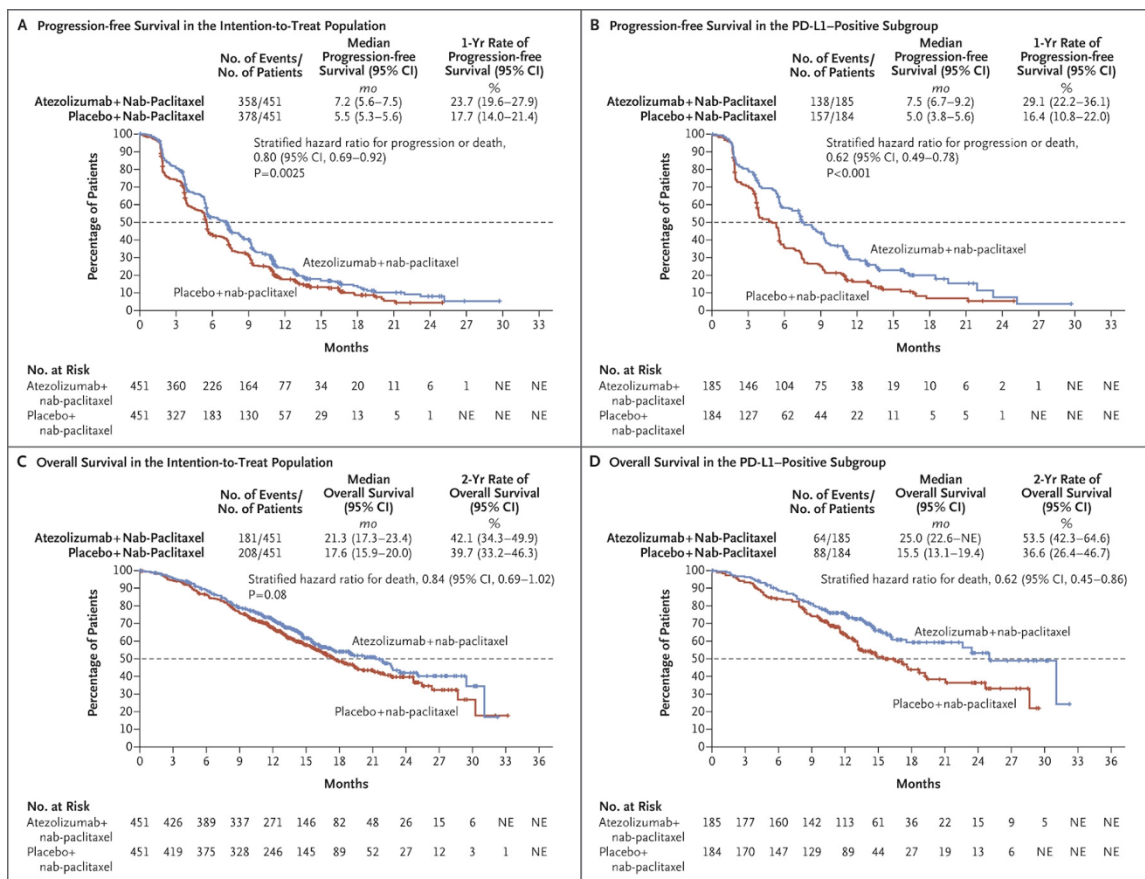 A Progression-free Survival in the Intention-to-Treat Population
No. of Events/
No. of Patients
Median
Progression-free
Survival (95% CI)
1-Yr Rate of
Progression-free
Survival (95% CI)
mo
%
Atezolizumab+Nab-Paclitaxel 358/451 7.2 (5.6–7.5) 23.7 (19.6–27.9)
Placebo+Nab-Paclitaxel 378/451 5.5 (5.3–5.6) 17.7 (14.0–21.4)
Stratified hazard ratio for progression or death,
0.80 (95% CI, 0.69–0.92)
P=0.0025
Percentage of Patients
100
90
80
70
60
50
40
30
20
10
0
Atezolizumab+nab-paclitaxel
Placebo+nab-paclitaxel
0 3 6 9 12 15 18 21 24 27 30 33
Months
No. at Risk
Atezolizumab+ 451 360 226 164 77 34 20 11 6 1 NE NE
nab-paclitaxel
Placebo+ 451 327 183 130 57 29 13 5 1 NE NE NE
nab-paclitaxel
B Progression-free Survival in the PD-L1–Positive Subgroup
No. of Events/
No. of Patients
Median
Progression-free
Survival (95% CI)
1-Yr Rate of
Progression-free
Survival (95% CI)
mo
%
Atezolizumab+Nab-Paclitaxel 138/185 7.5 (6.7–9.2) 29.1 (22.2–36.1)
Placebo+Nab-Paclitaxel 157/184 5.0 (3.8–5.6) 16.4 (10.8–22.0)
Stratified hazard ratio for progression or death,
0.62 (95% CI, 0.49–0.78)
P<0.001
Percentage of Patients
100
90
80
70
60
50
40
30
20
10
0
Atezolizumab+nab-paclitaxel
Placebo+nab-paclitaxel
0 3 6 9 12 15 18 21 24 27 30 33
Months
No. at Risk
Atezolizumab+ 185 146 104 75 38 19 10 6 2 1 NE NE
nab-paclitaxel
Placebo+ 184 127 62 44 22 11 5 5 1 NE NE NE
nab-paclitaxel
C Overall Survival in the Intention-to-Treat Population
No. of Events/
No. of Patients
Median
Overall Survival
(95% CI)
2-Yr Rate of
Overall Survival
(95% CI)
mo
%
Atezolizumab+Nab-Paclitaxel 181/451 21.3 (17.3–23.4) 42.1 (34.3–49.9)
Placebo+Nab-Paclitaxel 208/451 17.6 (15.9–20.0) 39.7 (33.2–46.3)
Stratified hazard ratio for death, 0.84 (95% CI, 0.69–1.02)
P=0.08
Percentage of Patients
100
90
80
70
60
50
40
30
20
10
0
Atezolizumab+nab-paclitaxel
Placebo+nab-paclitaxel
0 3 6 9 12 15 18 21 24 27 30 33 36
Months
No. at Risk
Atezolizumab+ 451 426 389 337 271 146 82 48 26 15 6 NE NE
nab-paclitaxel
Placebo+ 451 419 375 328 246 145 89 52 27 12 3 1 NE
nab-paclitaxel
D Overall Survival in the PD-L1–Positive Subgroup
No. of Events/
No. of Patients
Median
Overall Survival
(95% CI)
2-Yr Rate of
Overall Survival
(95% CI)
mo
%
Atezolizumab+Nab-Paclitaxel 64/185 25.0 (22.6–NE) 53.5 (42.3–64.6)
Placebo+Nab-Paclitaxel 88/184 15.5 (13.1–19.4) 36.6 (26.4–46.7)
Stratified hazard ratio for death, 0.62 (95% CI, 0.45–0.86)
Percentage of Patients
100
90
80
70
60
50
40
30
20
10
0
Atezolizumab+nab-paclitaxel
Placebo+nab-paclitaxel
0 3 6 9 12 15 18 21 24 27 30 33 36
Months
No. at Risk
Atezolizumab+ 185 177 160 142 113 61 36 22 15 9 5 NE NE
nab-paclitaxel
Placebo+ 184 170 147 129 89 44 27 19 13 6 NE NE NE
nab-paclitaxel